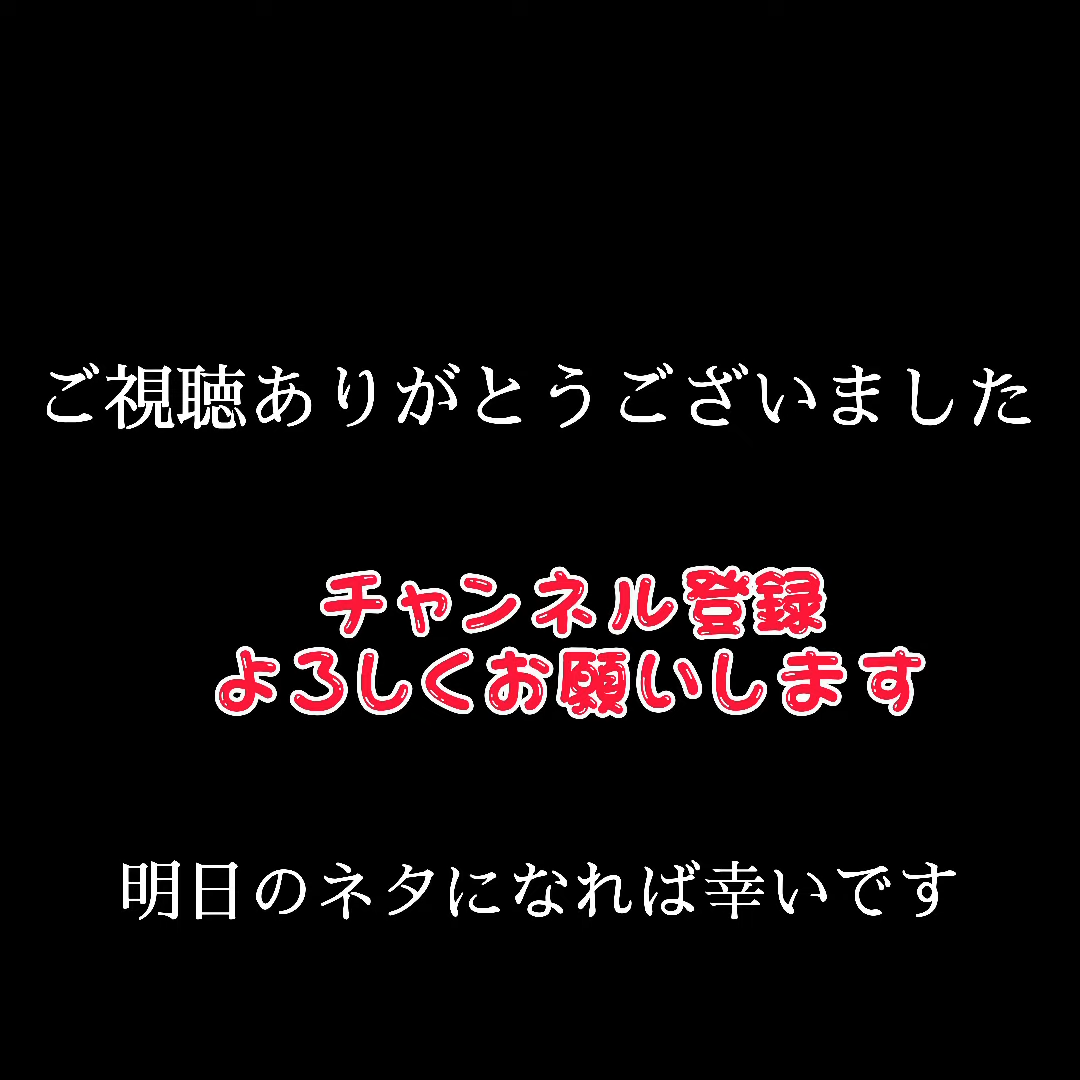 ご視聴ありがとうございました
チャンネル登録
よろしくお願いします
明日のネタになれば幸いです